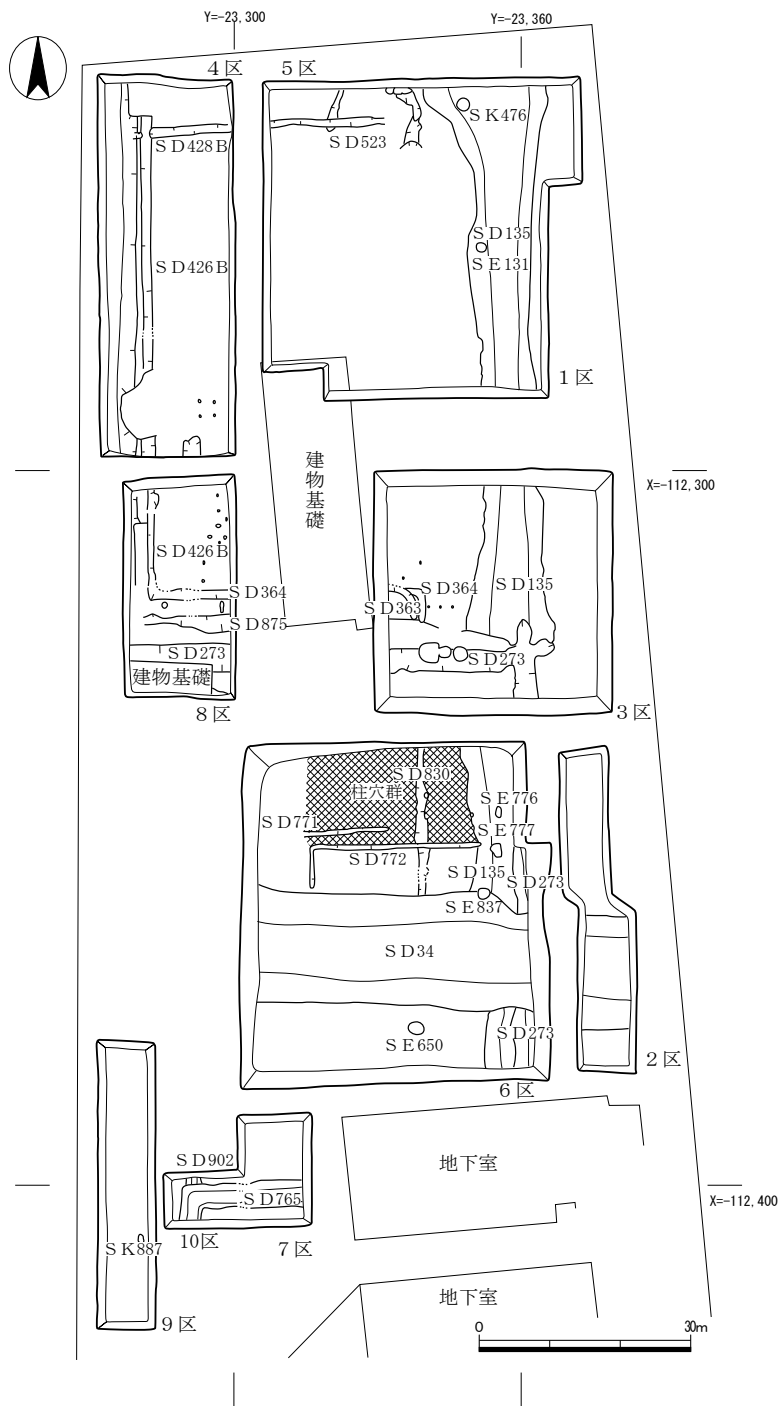 Y=-23,300
Y=-23,360
4区
5区
SK476
SD428B
SD523
SD426B
SD135
SE131
1区
建物基礎
X=-112,300
SD426B
SD364
SD875
SD273
建物基礎
8区
SD364
SD363
SD135
SD273
3区
SD830
柱穴群
SE776
SD771
SE777
SD772
SD135
SD273
SE837
SD34
SD273
SE650
2区
6区
地下室
SD902
SD765
X=-112,400
10区
7区
SK887
地下室
9区
0
30m